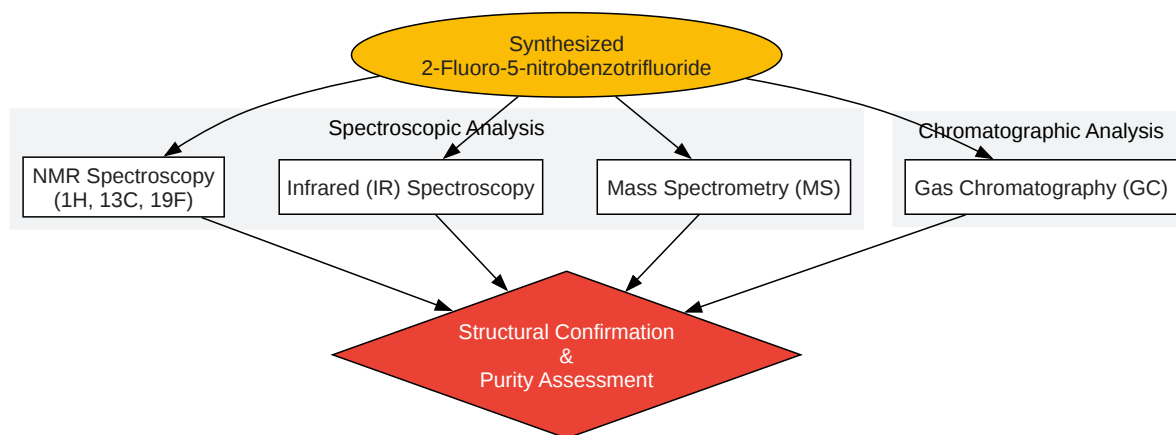 Synthesized
2-Fluoro-5-nitrobenzotrifluoride
Spectroscopic Analysis
Chromatographic Analysis
NMR Spectroscopy
(1H, 13C, 19F)
Infrared (IR) Spectroscopy
Mass Spectrometry (MS)
Gas Chromatography (GC)
Structural Confirmation
&
Purity Assessment